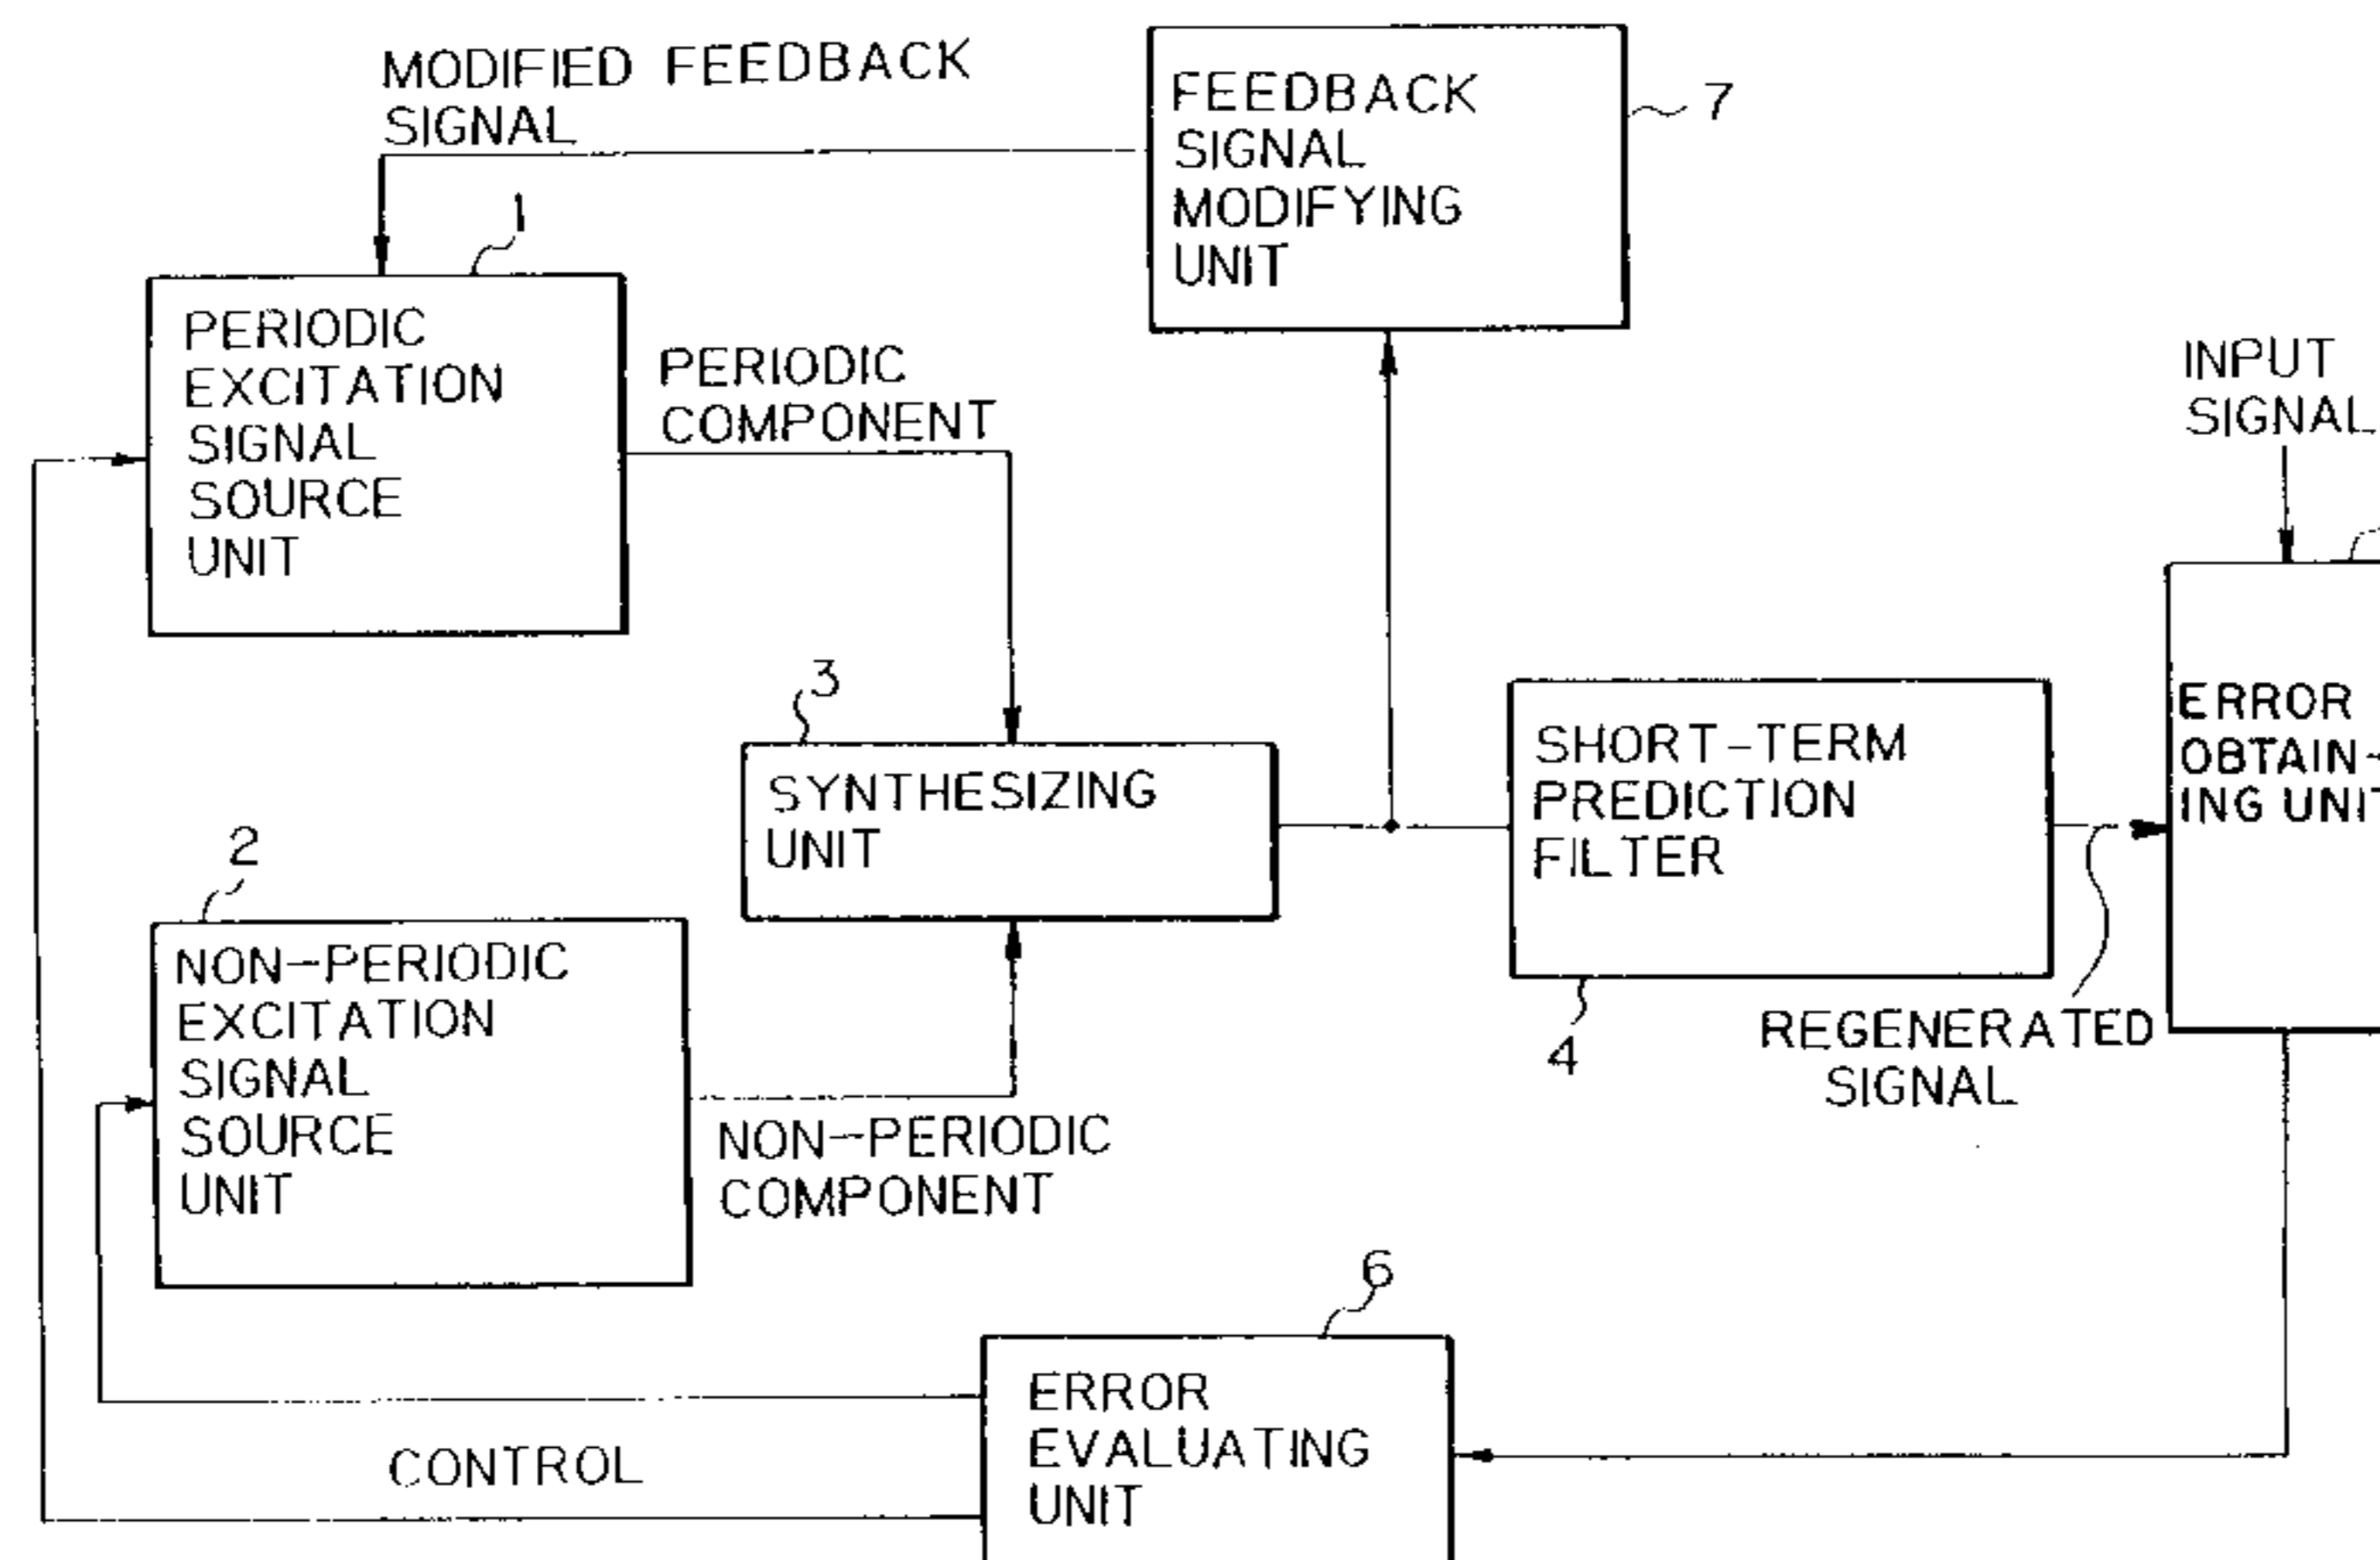 MODIFIED FEEDBACK
SIGNAL
FEEDBACK
SIGNAL
MODIFYING
UNIT
7
1
PERIODIC
EXCITATION
SIGNAL
SOURCE
UNIT
PERIODIC
COMPONENT
INPUT
SIGNAL
3
SYNTHESIZING
UNIT
SHORT-TERM
PREDICTION
FILTER
4
ERROR
OBTAIN-
ING UNIT
REGENERATED
SIGNAL
2
NON-PERIODIC
EXCITATION
SIGNAL
SOURCE
UNIT
NON-PERIODIC
COMPONENT
6
ERROR
EVALUATING
UNIT
CONTROL